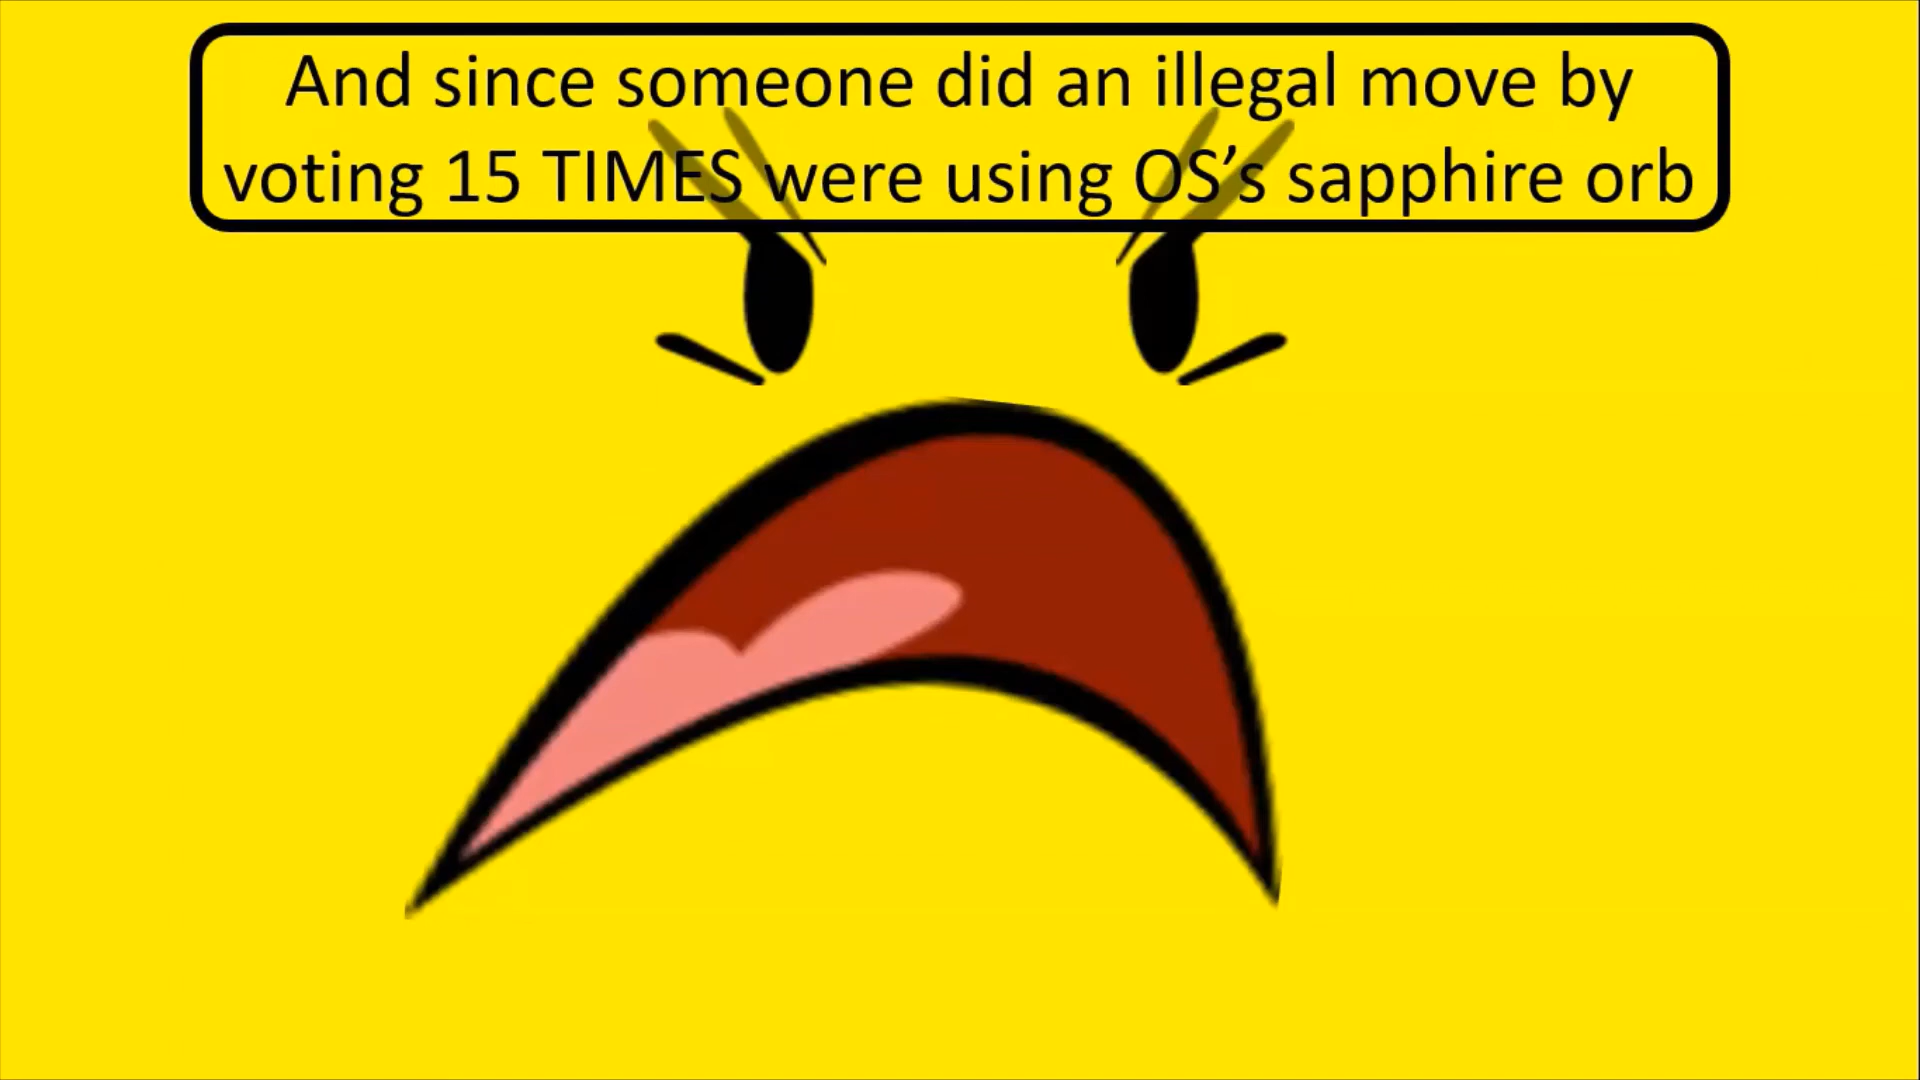 And since someone did an illegal move by
voting 15 TIMES were using OS’s sapphire orb